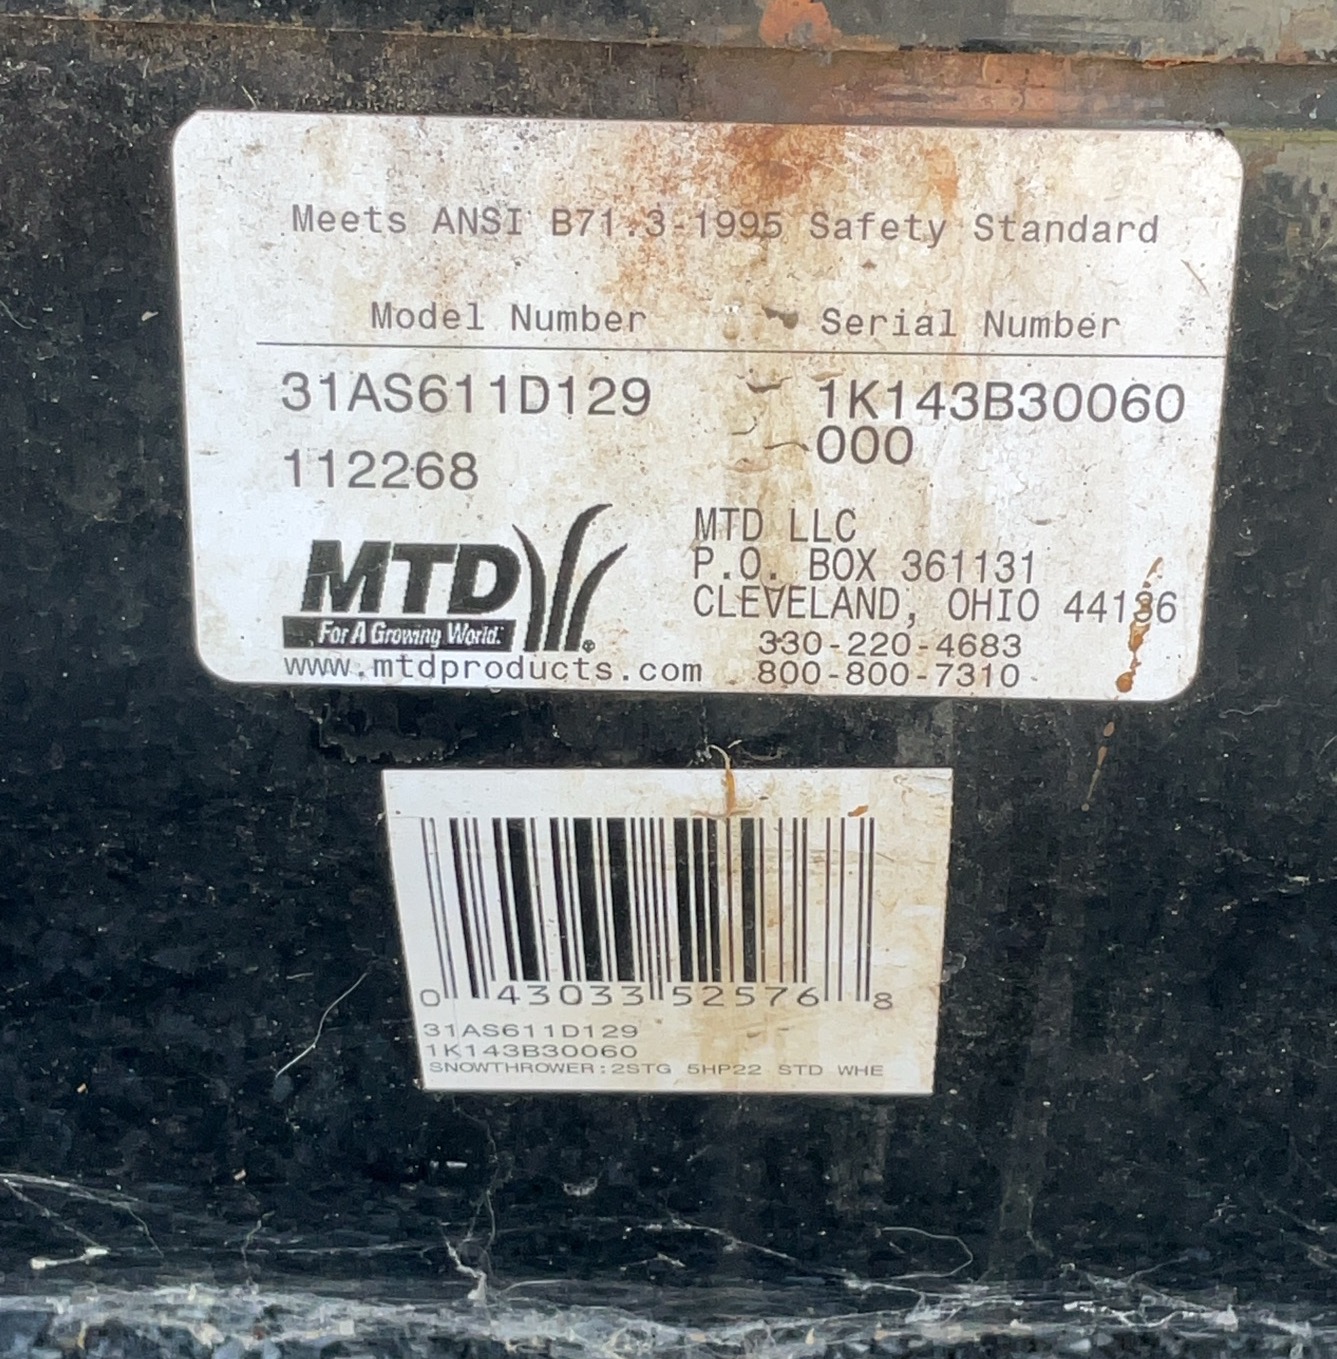 Meets ANSI B71.3-1995 Safety Standard
Model Number Serial Number
31AS611D129 1K143B30060
000
112268
MTD
For A Growing World.
®
www.mtdproducts.com
MTD LLC
P.O. BOX 361131
CLEVELAND, OHIO 44136
330-220-4683
800-800-7310
0 43033 52576 8
31AS611D129
1K143B30060
SNOWTHROWER:2STG 5HP22 STD WHE